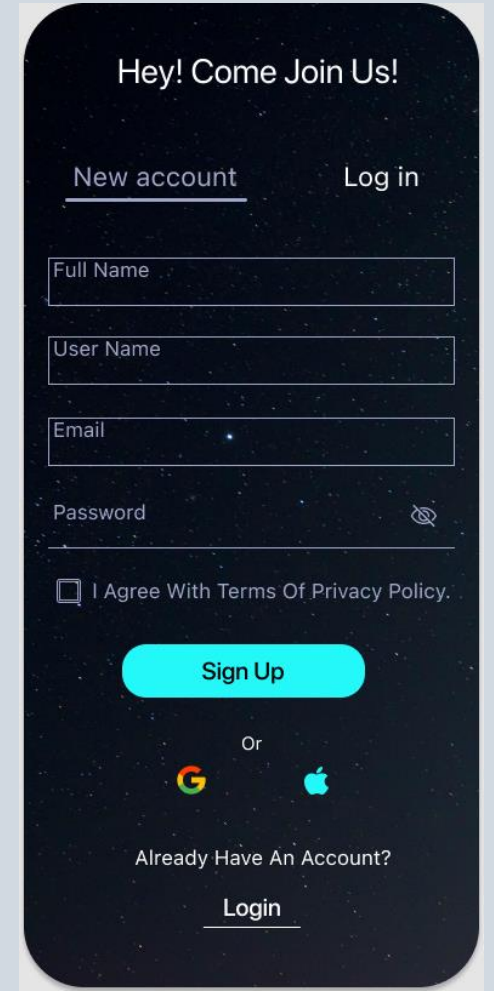 Hey! Come Join Us!
New account Log in
Full Name
User Name
Email
Password
I Agree With Terms Of Privacy Policy.
Sign Up
Or
Already Have An Account?
Login